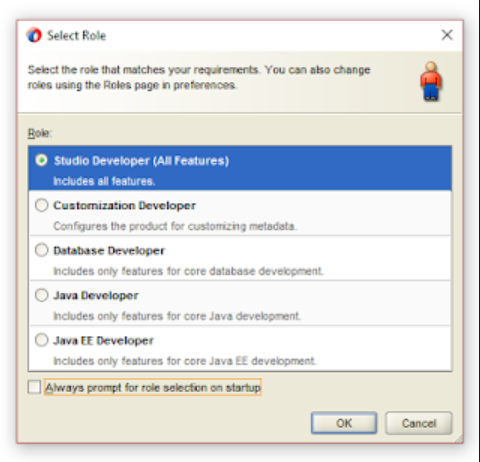 Select Role
Select the role that matches your requirements. You can also change
roles using the Roles page in preferences.
Role:
Studio Developer (All Features)
Includes all features.
Customization Developer
Configures the product for customizing metadata.
Database Developer
Includes only features for core database development.
Java Developer
Includes only features for core Java development.
Java EE Developer
Includes only features for core Java EE development.
Always prompt for role selection on startup
OK Cancel